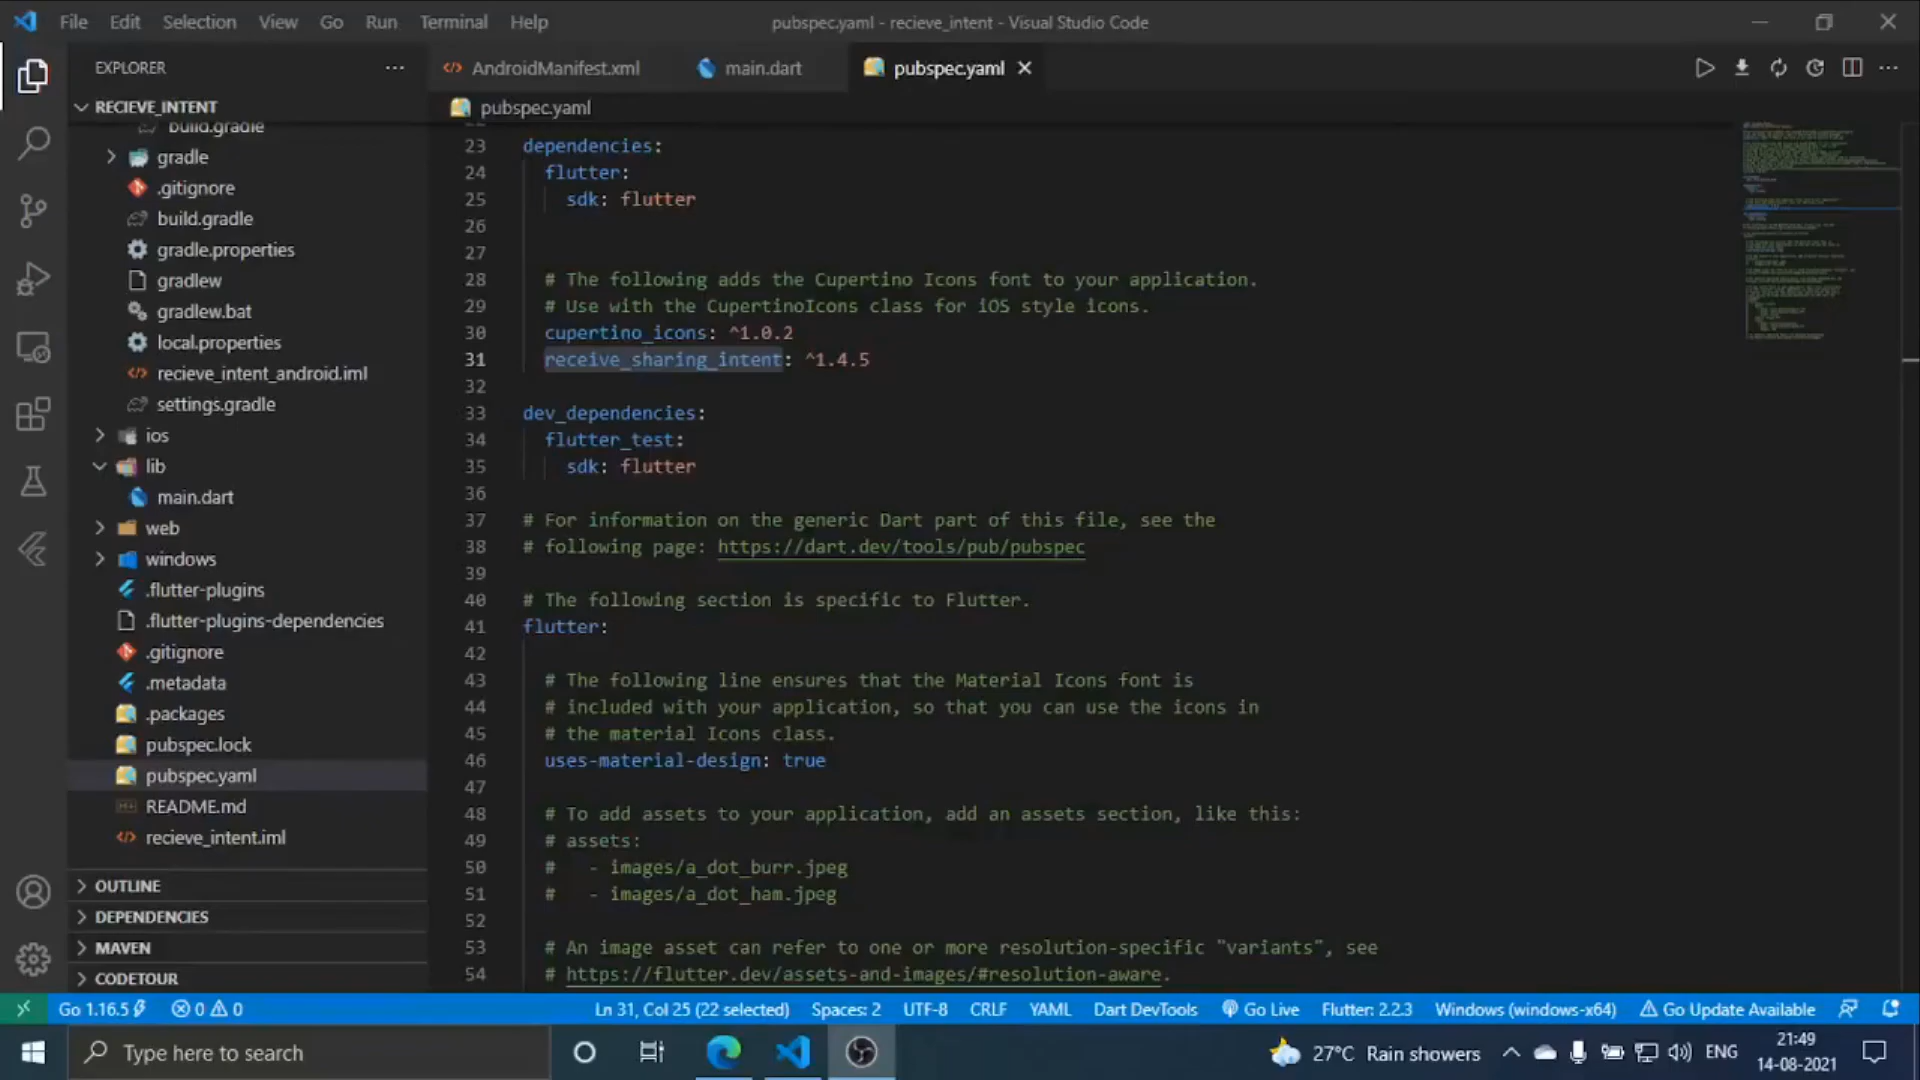 File Edit Selection View Go Run Terminal Help
pubspec.yaml - recieve_intent - Visual Studio Code
EXPLORER
RECIEVE_INTENT
build.gradle
gradle
.gitignore
build.gradle
gradle.properties
gradlew
gradlew.bat
local.properties
recieve_intent_android.iml
settings.gradle
ios
lib
main.dart
web
windows
.flutter-plugins
.flutter-plugins-dependencies
.gitignore
.metadata
.packages
pubspec.lock
pubspec.yaml
README.md
recieve_intent.iml
OUTLINE
DEPENDENCIES
MAVEN
CODETOUR
AndroidManifest.xml main.dart pubspec.yaml
pubspec.yaml
23 dependencies:
24 flutter:
25 sdk: flutter
26
27
28 # The following adds the Cupertino Icons font to your application.
29 # Use with the CupertinoIcons class for iOS style icons.
30 cupertino_icons: ^1.0.2
31 receive_sharing_intent: ^1.4.5
32
33 dev_dependencies:
34 flutter_test:
35 sdk: flutter
36
37 # For information on the generic Dart part of this file, see the
38 # following page: https://dart.dev/tools/pub/pubspec
39
40 # The following section is specific to Flutter.
41 flutter:
42
43 # The following line ensures that the Material Icons font is
44 # included with your application, so that you can use the icons in
45 # the material Icons class.
46 uses-material-design: true
47
48 # To add assets to your application, add an assets section, like this:
49 # assets:
50 # - images/a_dot_burr.jpeg
51 # - images/a_dot_ham.jpeg
52
53 # An image asset can refer to one or more resolution-specific "variants", see
54 # https://flutter.dev/assets-and-images/#resolution-aware.
Go 1.16.5 0 0 Ln 31, Col 25 (22 selected) Spaces: 2 UTF-8 CRLF YAML Dart DevTools Go Live Flutter: 2.2.3 Windows (windows-x64) Go Update Available
Type here to search
27°C Rain showers ENG
21:49
14-08-2021